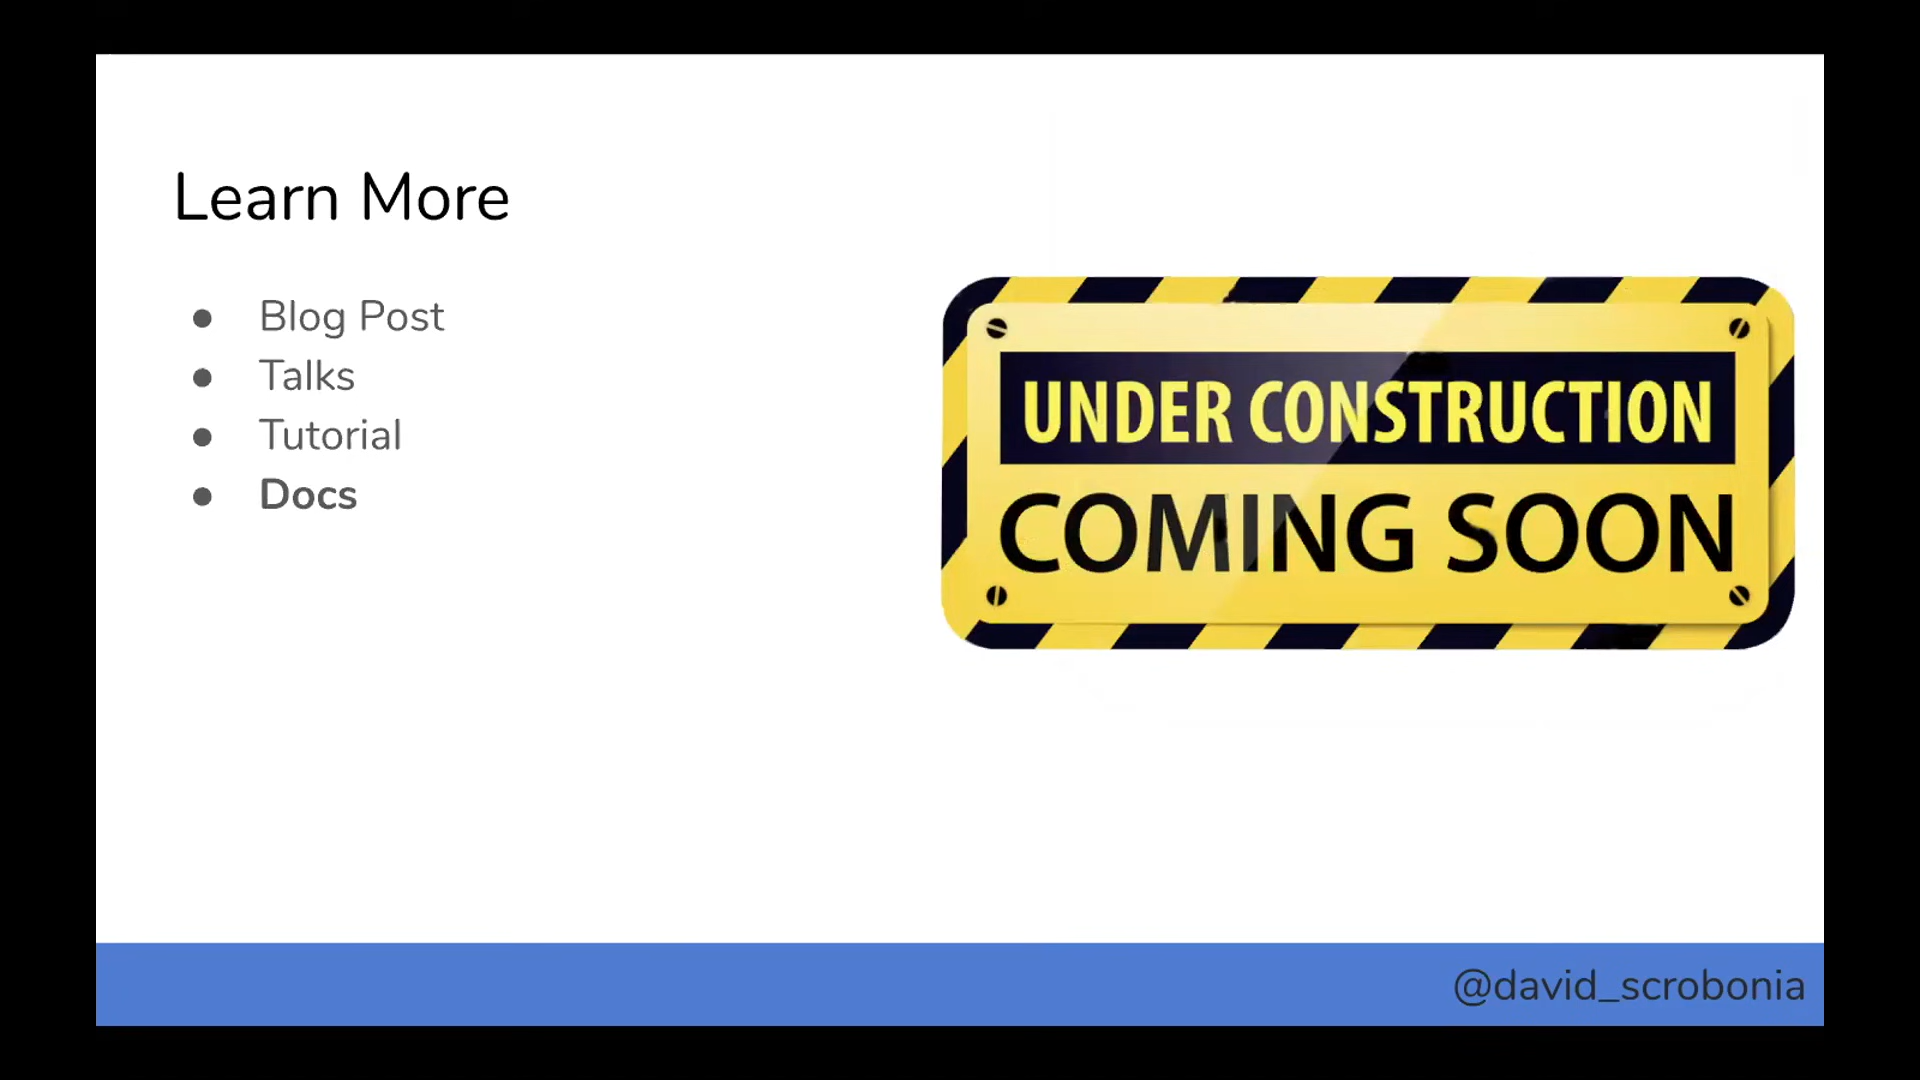 Learn More
Blog Post
Talks
Tutorial
Docs
UNDER CONSTRUCTION
COMING SOON
@david_scrobonia